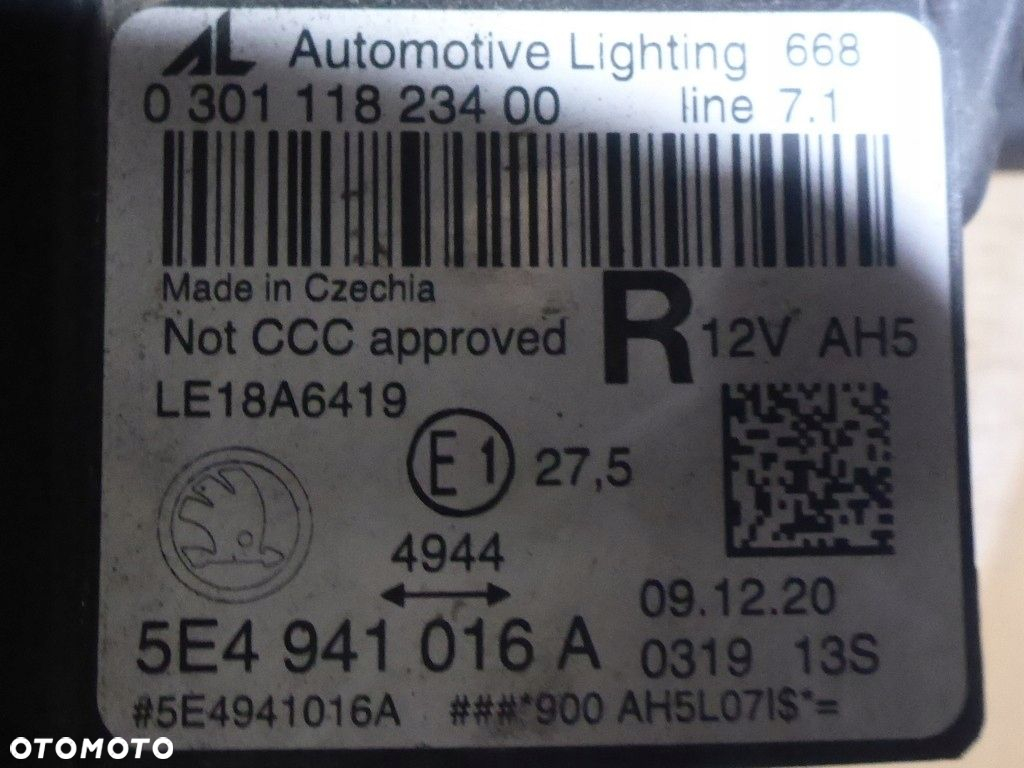 AL Automotive Lighting 668
0 301 118 234 00 line 7.1
Made in Czechia
Not CCC approved R 12V AH5
LE18A6419
E1 27,5
4944
09.12.20
5E4 941 016 A 0319 13S
#5E4941016A ###*900 AH5L07I$*=
OTOMOTO